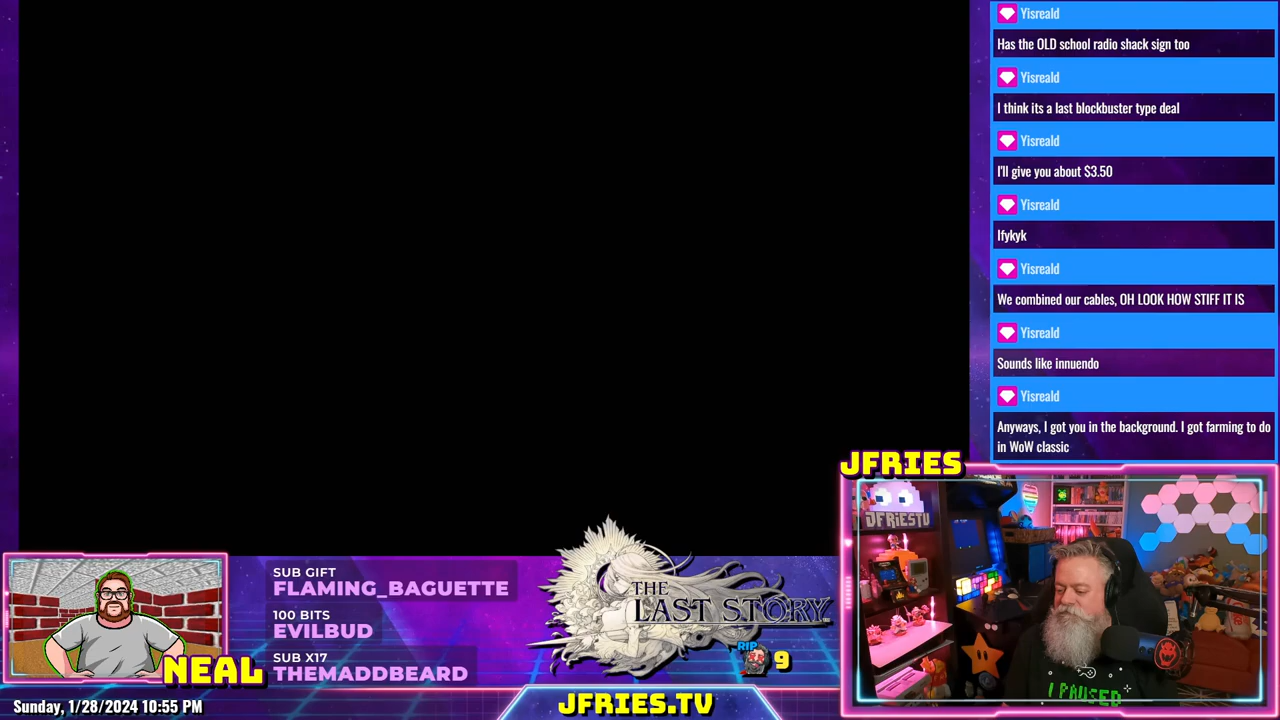 Yisreald
Has the OLD school radio shack sign too
Yisreald
I think its a last blockbuster type deal
Yisreald
I'll give you about $3.50
Yisreald
Ifykyk
Yisreald
We combined our cables, OH LOOK HOW STIFF IT IS
Yisreald
Sounds like innuendo
Yisreald
Anyways, I got you in the background. I got farming to do
in WoW classic
JFRIES
JFRIESTV
I PAUSED
SUB GIFT
FLAMING_BAGUETTE
100 BITS
EVILBUD
SUB X17
THEMADDBEARD
NEAL
THE
LAST STORY
RIP
9
JFRIES.TV
Sunday, 1/28/2024 10:55 PM